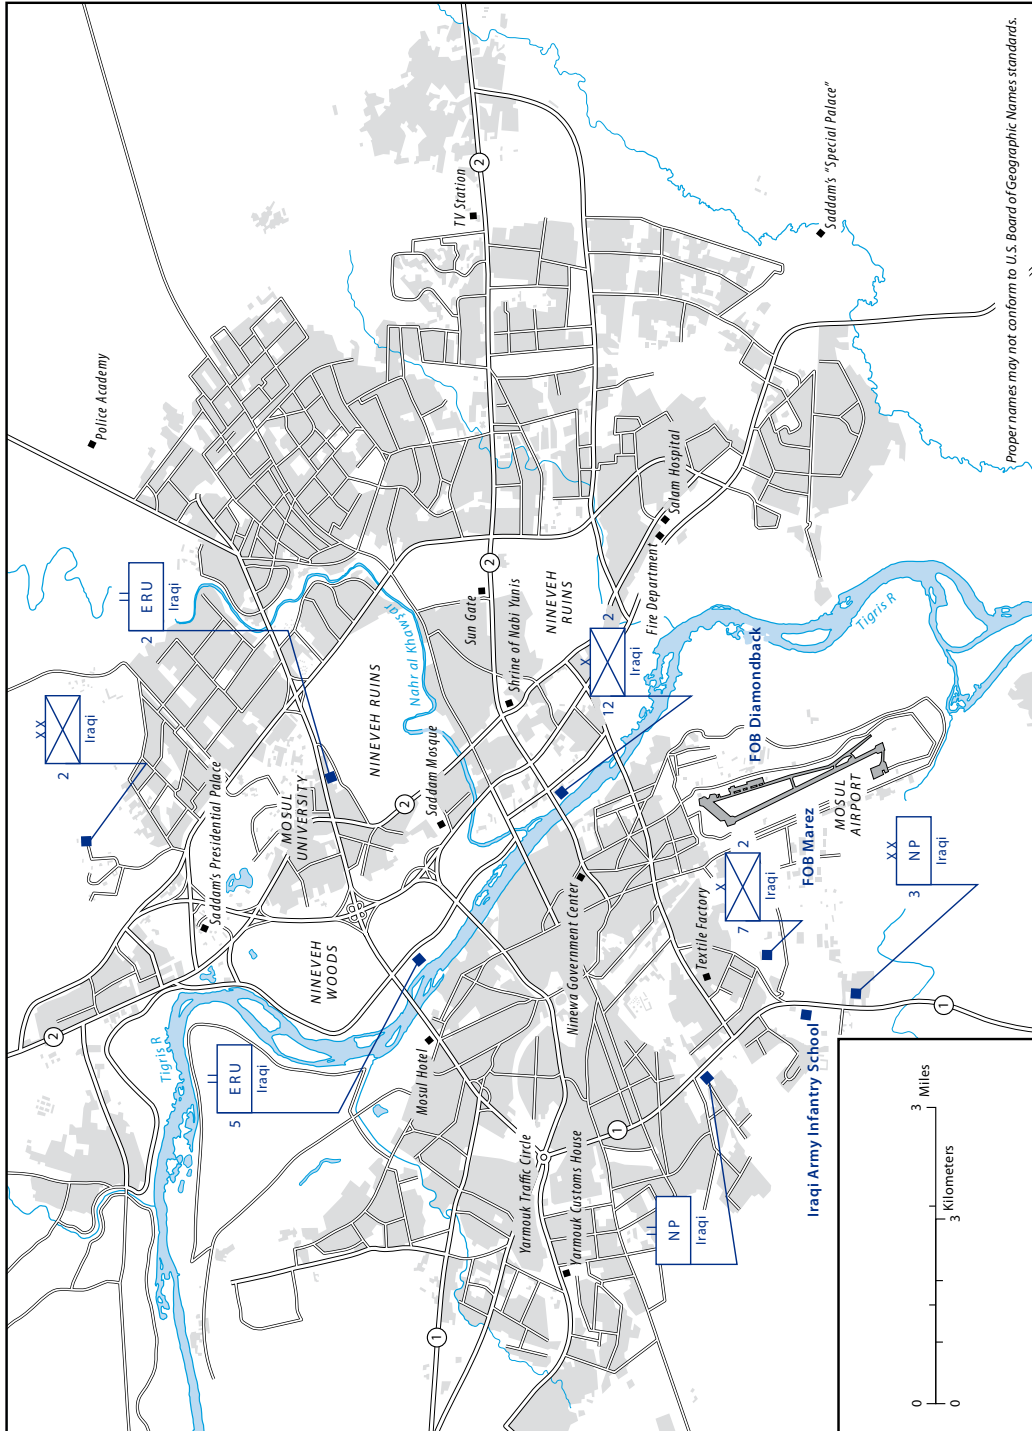 Police Academy
TV Station
2
Saddam's "Special Palace"
II
ERU
2
Iraqi
XX
2
Iraqi
Saddam's Presidential Palace
MOSUL
UNIVERSITY
NINEVEH RUINS
Nahr al Khawşar
Saddam Mosque
2
Sun Gate
2
Shrine of Nabi Yunis
NINEVEH
RUINS
Salam Hospital
Fire Department
X
12
2
Iraqi
Tigris R
FOB Diamondback
MOSUL
AIRPORT
FOB Marez
X
7
2
Iraqi
XX
NP
3
Iraqi
Textile Factory
Ninewa Government Center
NINEVEH
WOODS
2
Tigris R
II
ERU
5
Iraqi
Mosul Hotel
Yarmouk Traffic Circle
Yarmouk Customs House
1
1
1
II
NP
Iraqi
Iraqi Army Infantry School
0
3 Miles
0
3 Kilometers
Proper names may not conform to U.S. Board of Geographic Names standards.